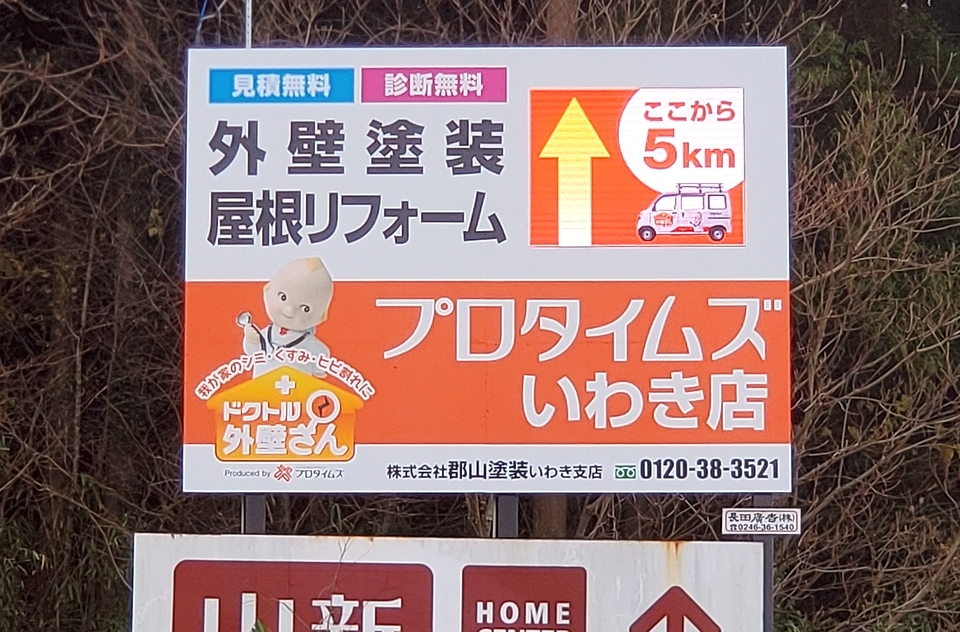 見積無料 診断無料
外壁塗装
屋根リフォーム
ここから
5km
プロタイムズ
いわき店
我が家のシミ・くすみ・ヒビ割れに
ドクトル
外壁さん
Produced by プロタイムズ
株式会社郡山塗装いわき支店 0120-38-3521
長田廣告(株)
☎0246-36-1540
山新
HOME
CENTER